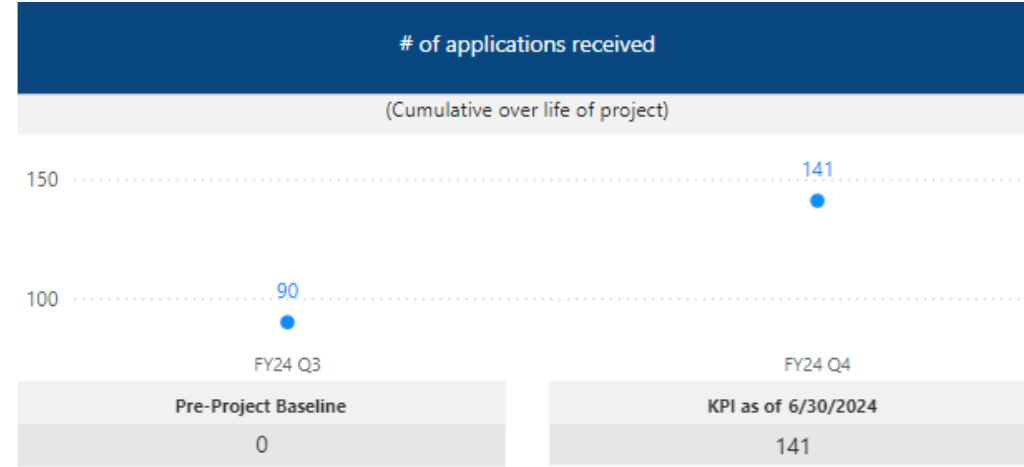 # of applications received
(Cumulative over life of project)
150
141
100
90
FY24 Q3
FY24 Q4
Pre-Project Baseline
KPI as of 6/30/2024
0
141